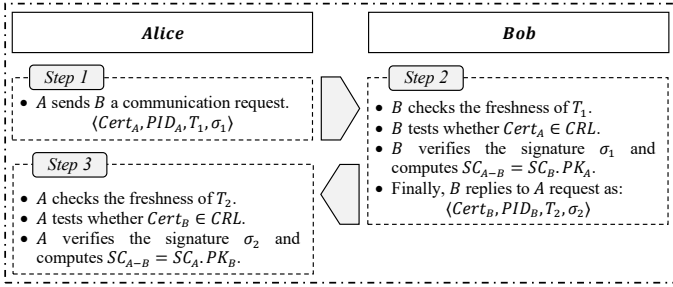 Alice
Bob
Step 1
• A sends B a communication request.
⟨Cert_A, PID_A, T_1, σ_1⟩
Step 2
• B checks the freshness of T_1.
• B tests whether Cert_A ∈ CRL.
• B verifies the signature σ_1 and
computes SC_{A−B} = SC_B. PK_A.
• Finally, B replies to A request as:
⟨Cert_B, PID_B, T_2, σ_2⟩
Step 3
• A checks the freshness of T_2.
• A tests whether Cert_B ∈ CRL.
• A verifies the signature σ_2 and
computes SC_{A−B} = SC_A. PK_B.